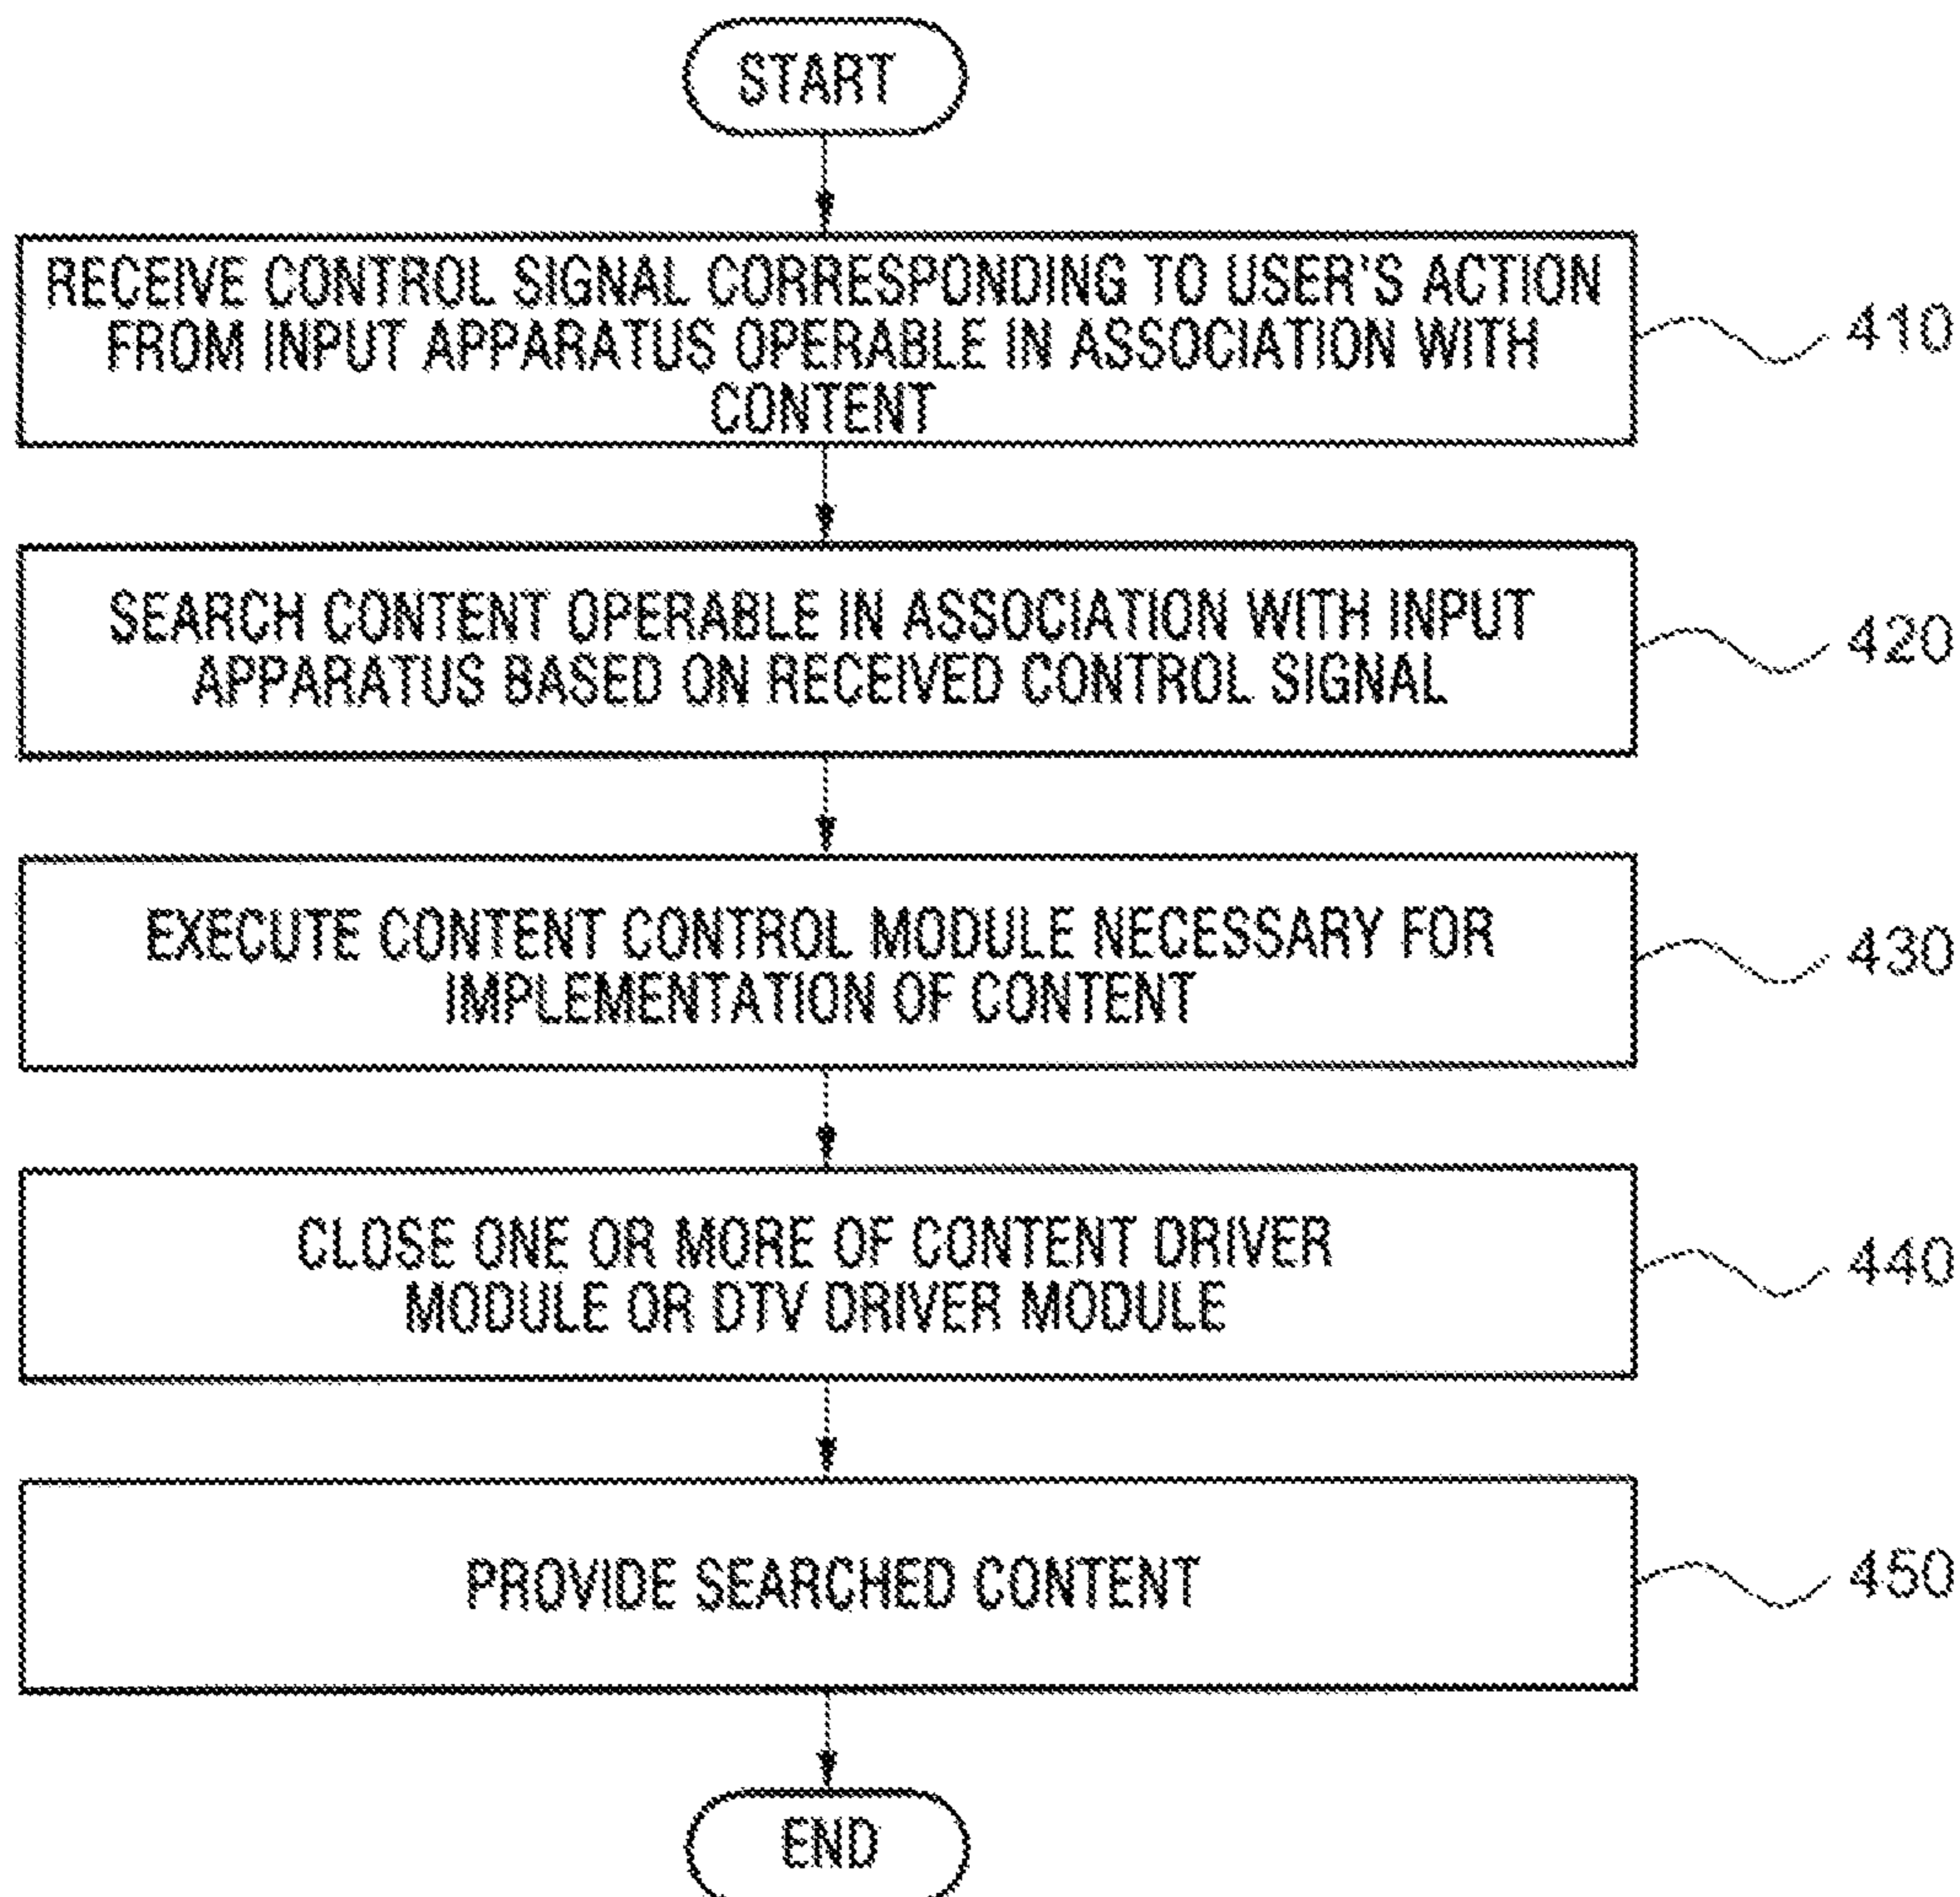 START
RECEIVE CONTROL SIGNAL CORRESPONDING TO USER'S ACTION
FROM INPUT APPARATUS OPERABLE IN ASSOCIATION WITH
CONTENT
410
SEARCH CONTENT OPERABLE IN ASSOCIATION WITH INPUT
APPARATUS BASED ON RECEIVED CONTROL SIGNAL
420
EXECUTE CONTENT CONTROL MODULE NECESSARY FOR
IMPLEMENTATION OF CONTENT
430
CLOSE ONE OR MORE OF CONTENT DRIVER
MODULE OR DTV DRIVER MODULE
440
PROVIDE SEARCHED CONTENT
450
END